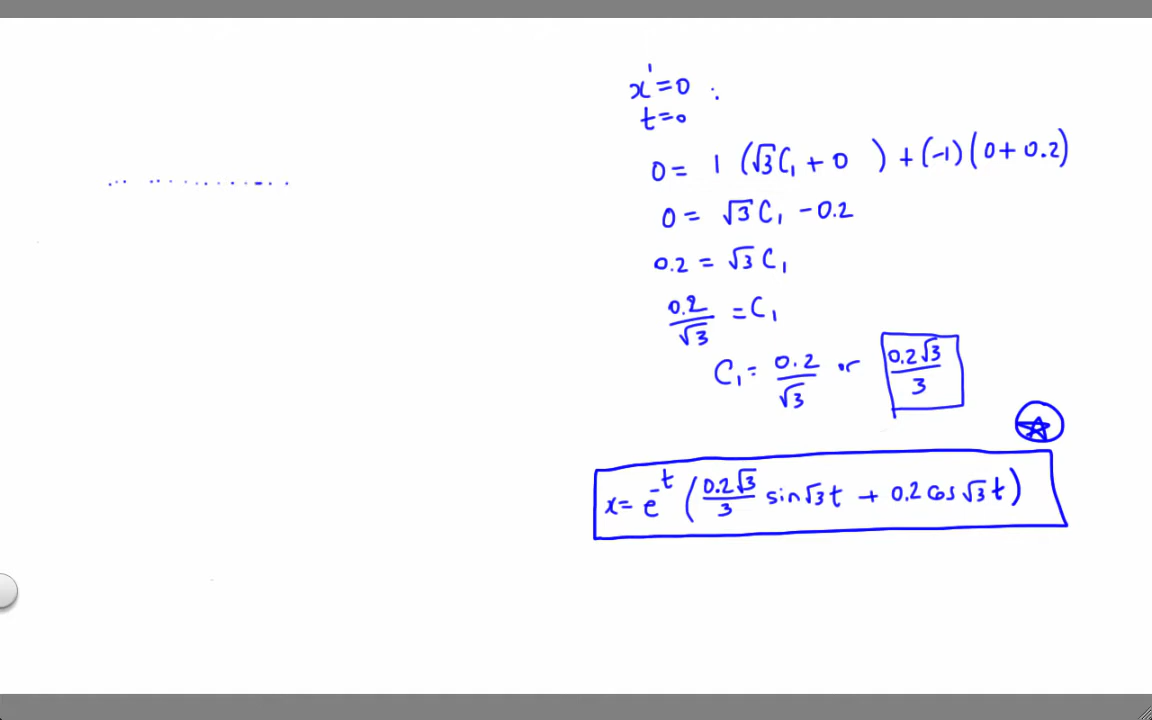 x'=0 :
t=0
0 = 1 (√3 C₁ + 0 ) + (-1)(0 + 0.2)
0 = √3 C₁ - 0.2
0.2 = √3 C₁
0.2/√3 = C₁
C₁ = 0.2/√3 or 0.2√3/3
x = e^-t (0.2√3/3 sin √3 t + 0.2 cos √3 t)